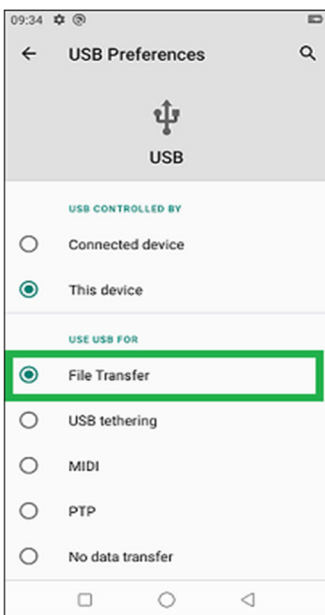 09:34
USB Preferences
USB
USB CONTROLLED BY
Connected device
This device
USE USB FOR
File Transfer
USB tethering
MIDI
PTP
No data transfer